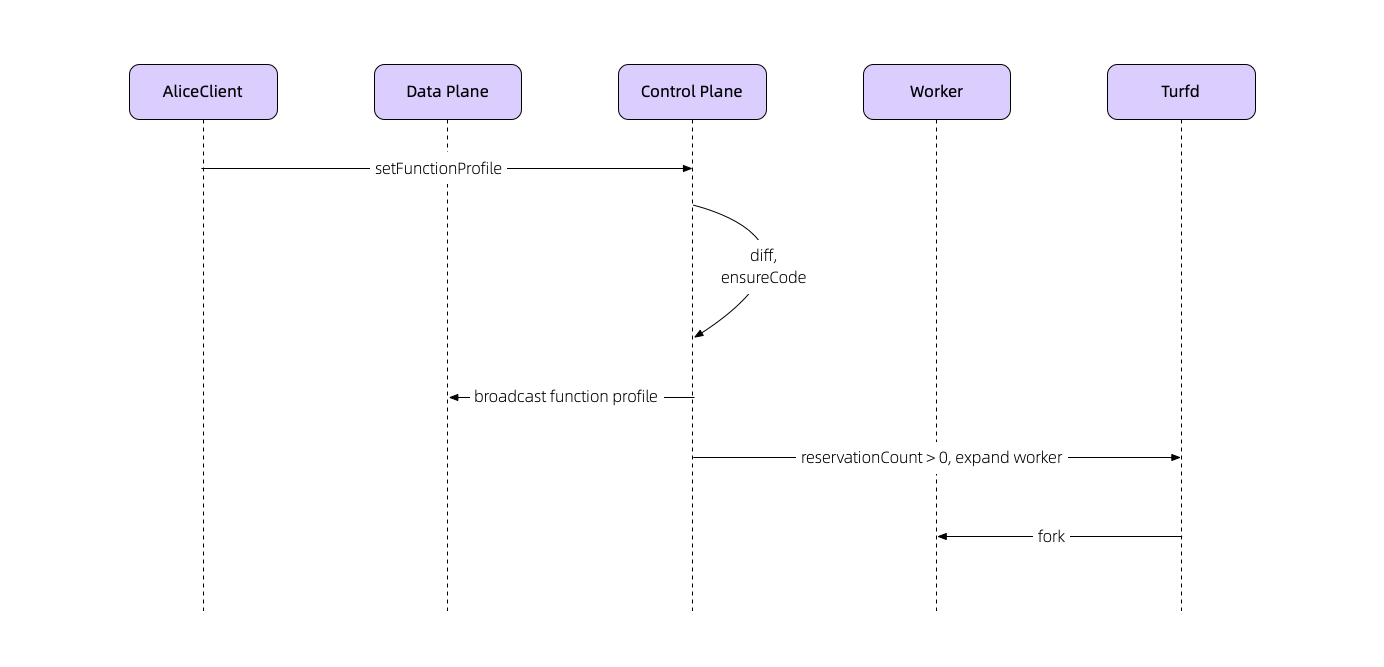 AliceClient
Data Plane
Control Plane
Worker
Turfd
setFunctionProfile
diff,
ensureCode
broadcast function profile
reservationCount > 0, expand worker
fork